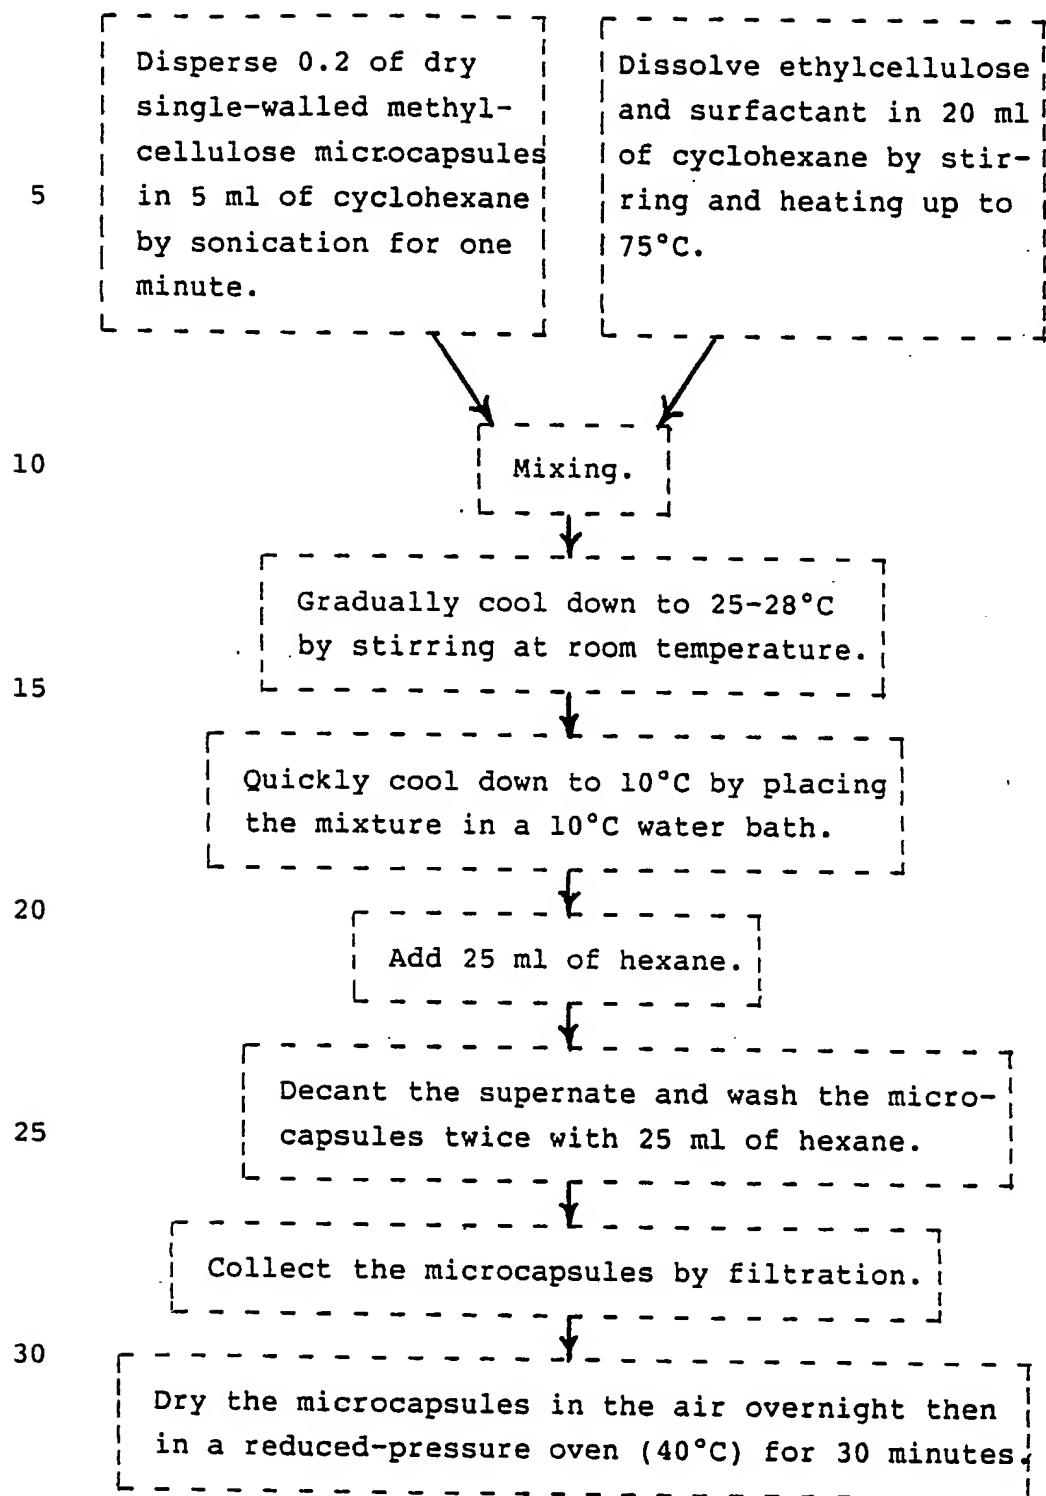 Disperse 0.2 of dry
single-walled methyl-
cellulose microcapsules
5
in 5 ml of cyclohexane
by sonication for one
minute.
Dissolve ethylcellulose
and surfactant in 20 ml
of cyclohexane by stir-
ring and heating up to
75°C.
10
Mixing.
Gradually cool down to 25-28°C
by stirring at room temperature.
15
Quickly cool down to 10°C by placing
the mixture in a 10°C water bath.
20
Add 25 ml of hexane.
Decant the supernate and wash the micro-
25
capsules twice with 25 ml of hexane.
Collect the microcapsules by filtration.
30
Dry the microcapsules in the air overnight then
in a reduced-pressure oven (40°C) for 30 minutes.